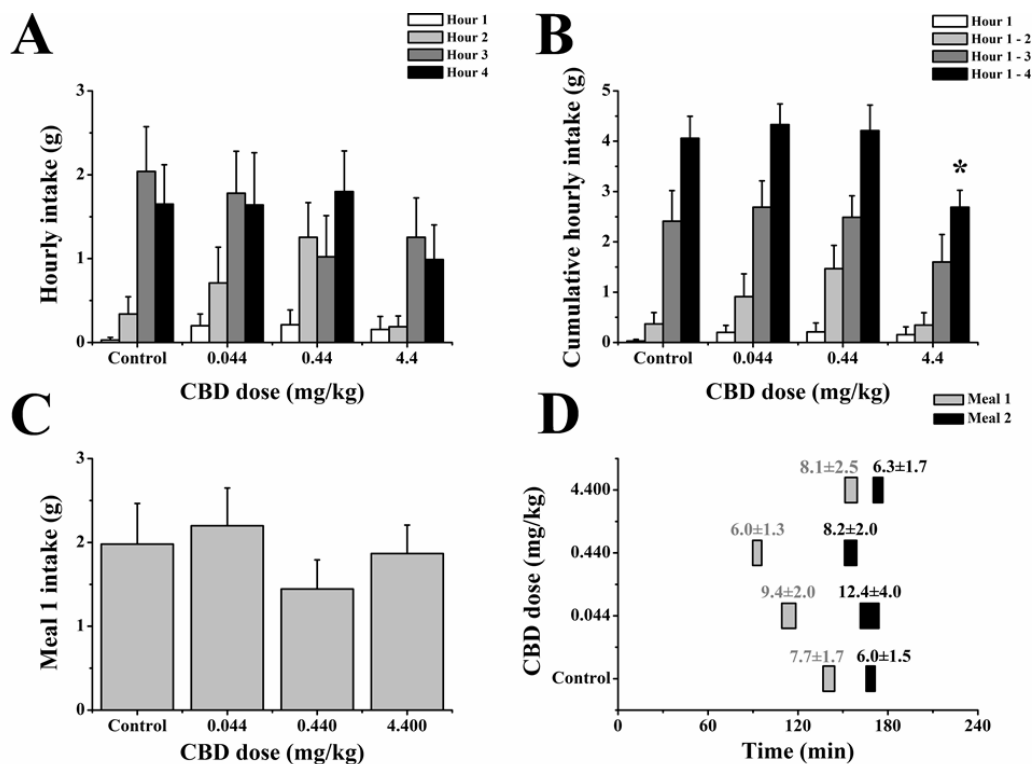 A
Hour 1
Hour 2
Hour 3
Hour 4
Hourly intake (g)
3
2
1
0
Control
0.044
0.44
4.4
CBD dose (mg/kg)
B
Hour 1
Hour 1 - 2
Hour 1 - 3
Hour 1 - 4
Cumulative hourly intake (g)
5
4
3
2
1
0
*
Control
0.044
0.44
4.4
CBD dose (mg/kg)
C
Meal 1 intake (g)
3
2
1
0
Control
0.044
0.440
4.400
CBD dose (mg/kg)
D
Meal 1
Meal 2
CBD dose (mg/kg)
4.400
8.1±2.5
6.3±1.7
0.440
6.0±1.3
8.2±2.0
0.044
9.4±2.0
12.4±4.0
Control
7.7±1.7
6.0±1.5
0
60
120
180
240
Time (min)